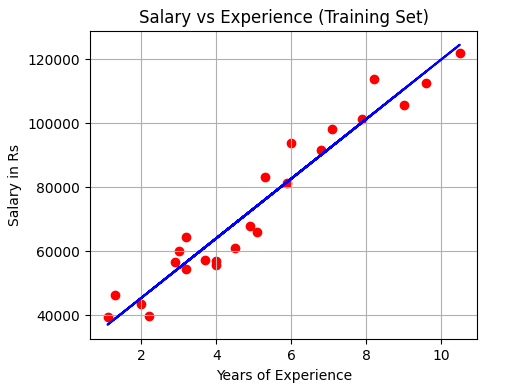 Salary vs Experience (Training Set)
120000
100000
80000
60000
40000
Salary in Rs
2 4 6 8 10
Years of Experience